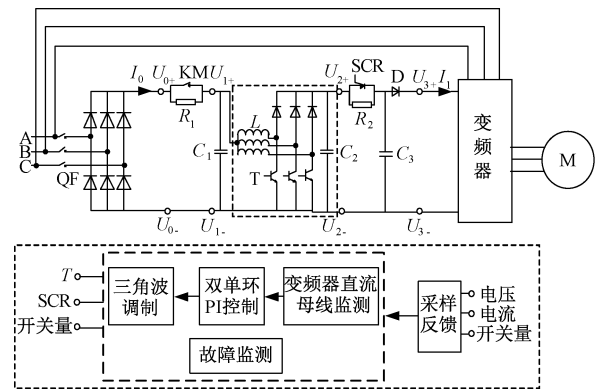 A
B
C
QF
I₀
U₀₊
KM
U₁₊
R₁
C₁
U₀₋
U₁₋
L
T
C₂
U₂₊
U₂₋
SCR
R₂
D
C₃
U₃₊
I₁
U₃₋
变频器
M
T
SCR
开关量
三角波
调制
双单环
PI控制
变频器直流
母线监测
故障监测
采样
反馈
电压
电流
开关量